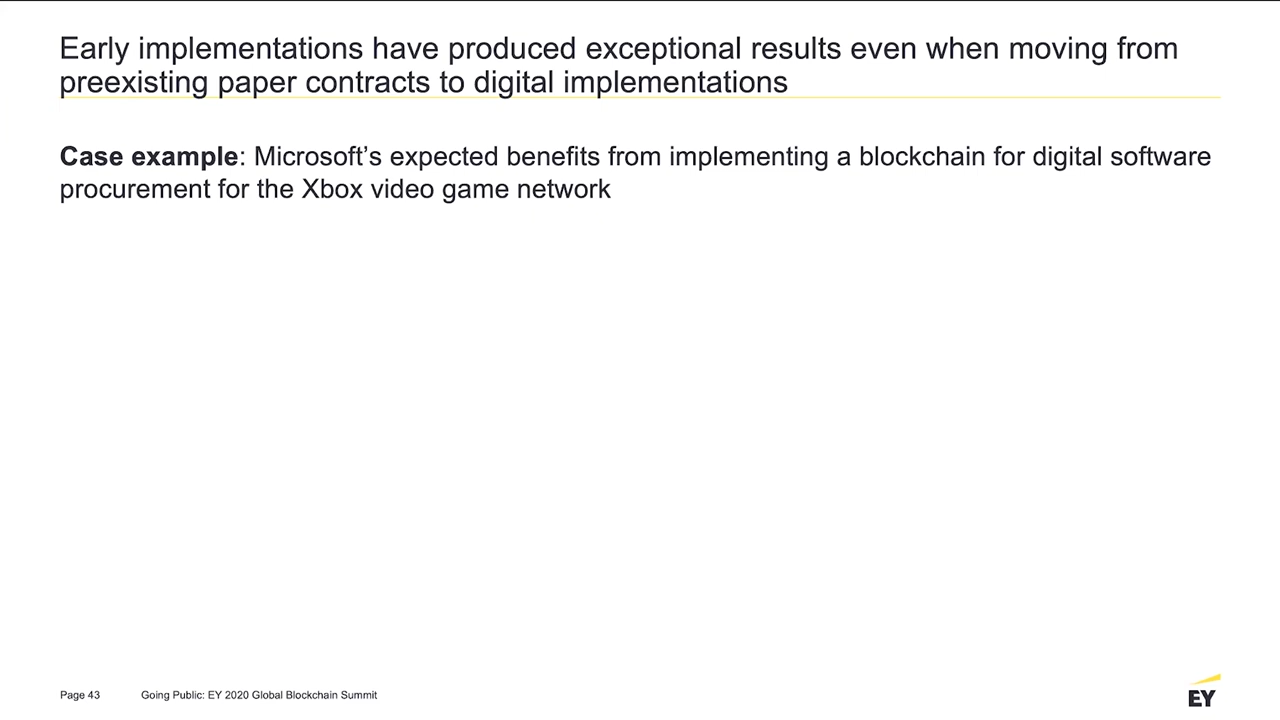 Early implementations have produced exceptional results even when moving from
preexisting paper contracts to digital implementations
Case example: Microsoft’s expected benefits from implementing a blockchain for digital software
procurement for the Xbox video game network
Page 43 Going Public: EY 2020 Global Blockchain Summit
EY